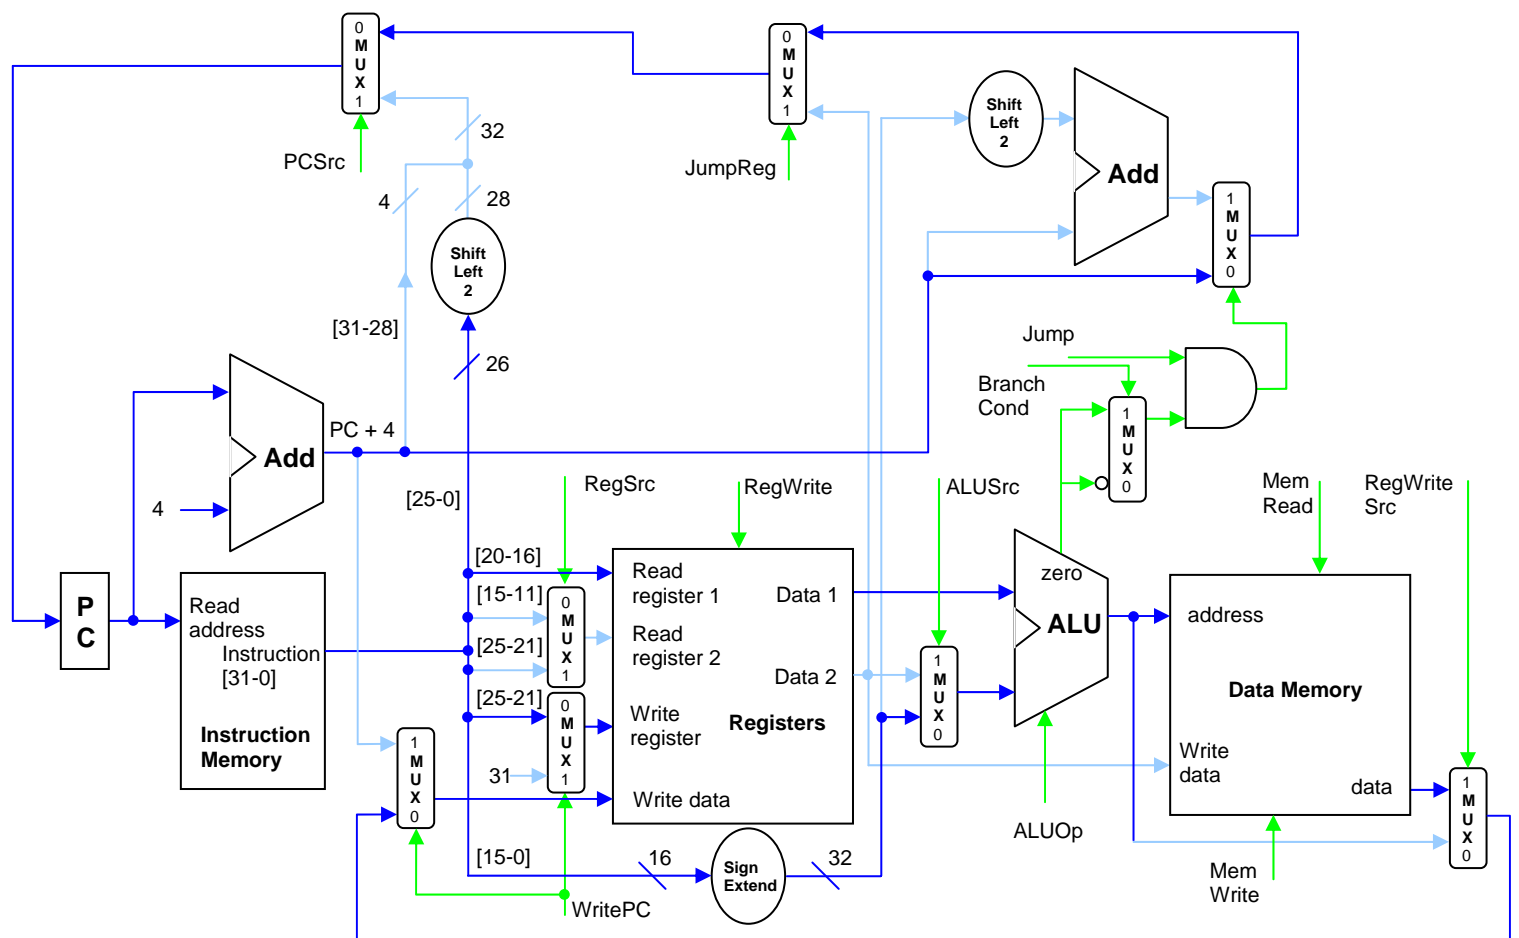 0
M
U
X
1
PCSrc
32
4
28
Shift
Left
2
[31-28]
26
0
M
U
X
1
JumpReg
Shift
Left
2
Add
1
M
U
X
0
Jump
Branch
Cond
1
M
U
X
0
PC + 4
Add
4
[25-0]
RegSrc
RegWrite
ALUSrc
Mem
Read
RegWrite
Src
P
C
Read
address
Instruction
[31-0]
Instruction
Memory
[20-16]
[15-11]
[25-21]
[25-21]
0
M
U
X
1
0
M
U
X
1
31
1
M
U
X
0
Read
register 1
Data 1
Read
register 2
Data 2
Write
register
Registers
Write data
1
M
U
X
0
zero
ALU
ALUOp
address
Data Memory
Write
data
data
1
M
U
X
0
Mem
Write
[15-0]
16
Sign
Extend
32
WritePC